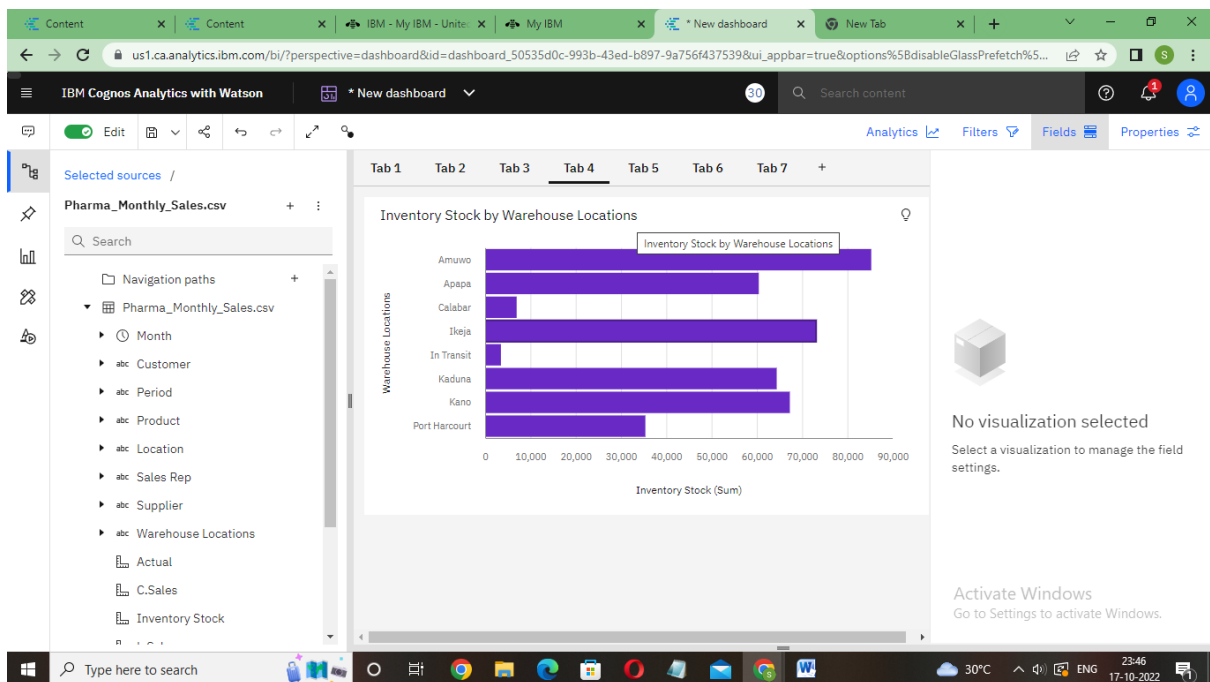 Content
Content
IBM - My IBM - Unite
My IBM
* New dashboard
New Tab
us1.ca.analytics.ibm.com/bi/?perspective=dashboard&id=dashboard_50535d0c-993b-43ed-b897-9a756f437539&ui_appbar=true&options%5BdisableGlassPrefetch%5...
S
IBM Cognos Analytics with Watson
* New dashboard
30
Search content
1
Edit
Analytics
Filters
Fields
Properties
Selected sources /
Tab 1 Tab 2 Tab 3 Tab 4 Tab 5 Tab 6 Tab 7 +
Pharma_Monthly_Sales.csv
Search
Navigation paths
Pharma_Monthly_Sales.csv
Month
abc Customer
abc Period
abc Product
abc Location
abc Sales Rep
abc Supplier
abc Warehouse Locations
Actual
C.Sales
Inventory Stock
Inventory Stock by Warehouse Locations
Inventory Stock by Warehouse Locations
Warehouse Locations
Amuwo
Apapa
Calabar
Ikeja
In Transit
Kaduna
Kano
Port Harcourt
0 10,000 20,000 30,000 40,000 50,000 60,000 70,000 80,000 90,000
Inventory Stock (Sum)
No visualization selected
Select a visualization to manage the field
settings.
Activate Windows
Go to Settings to activate Windows.
Type here to search
30°C
ENG
23:46
17-10-2022